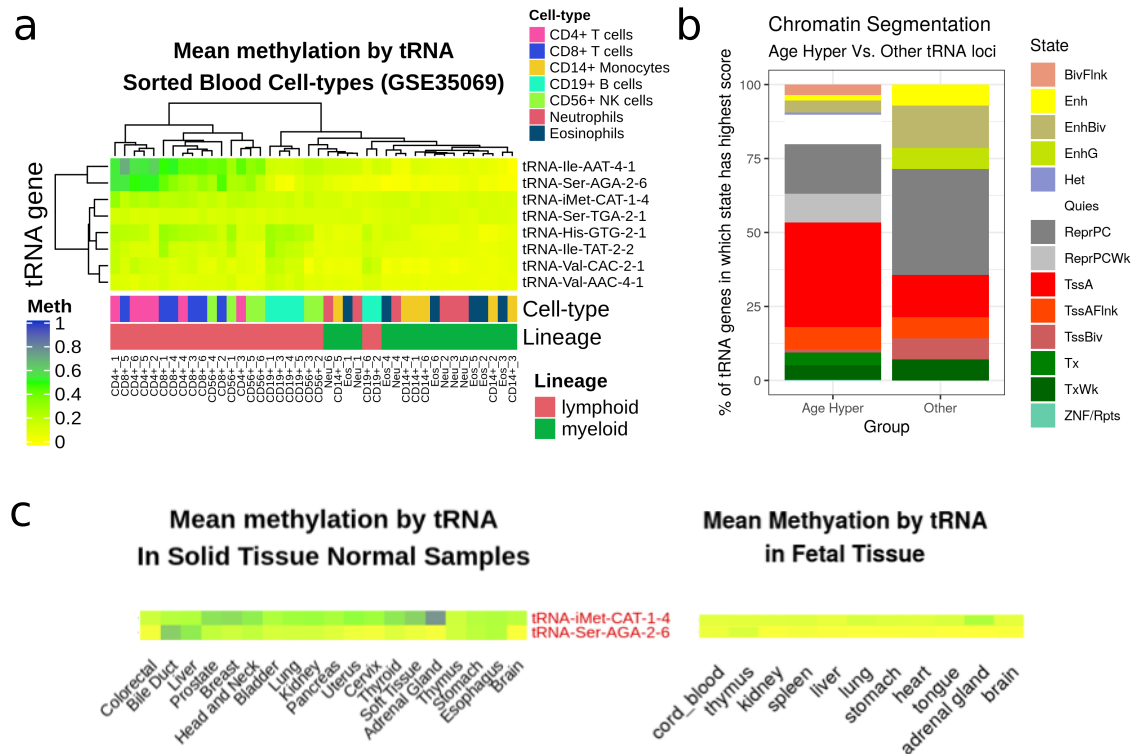 a
Mean methylation by tRNA
Sorted Blood Cell-types (GSE35069)
Cell-type
CD4+ T cells
CD8+ T cells
CD14+ Monocytes
CD19+ B cells
CD56+ NK cells
Neutrophils
Eosinophils
tRNA gene
tRNA-Ile-AAT-4-1
tRNA-Ser-AGA-2-6
tRNA-iMet-CAT-1-4
tRNA-Ser-TGA-2-1
tRNA-His-GTG-2-1
tRNA-Ile-TAT-2-2
tRNA-Val-CAC-2-1
tRNA-Val-AAC-4-1
Cell-type
Lineage
Meth
1
0.8
0.6
0.4
0.2
0
Lineage
lymphoid
myeloid
b
Chromatin Segmentation
Age Hyper Vs. Other tRNA loci
% of tRNA genes in which state has highest score
100
75
50
25
0
Age Hyper
Other
Group
State
BivFlnk
Enh
EnhBiv
EnhG
Het
Quies
ReprPC
ReprPCWk
TssA
TssAFlnk
TssBiv
Tx
TxWk
ZNF/Rpts
c
Mean methylation by tRNA
In Solid Tissue Normal Samples
tRNA-iMet-CAT-1-4
tRNA-Ser-AGA-2-6
Colorectal
Bile Duct
Liver
Prostate
Breast
Head and Neck
Bladder
Lung
Kidney
Pancreas
Uterus
Cervix
Thyroid
Soft Tissue
Adrenal Gland
Thymus
Stomach
Esophagus
Brain
Mean Methyation by tRNA
in Fetal Tissue
cord_blood
thymus
kidney
spleen
liver
lung
stomach
heart
tongue
adrenal gland
brain